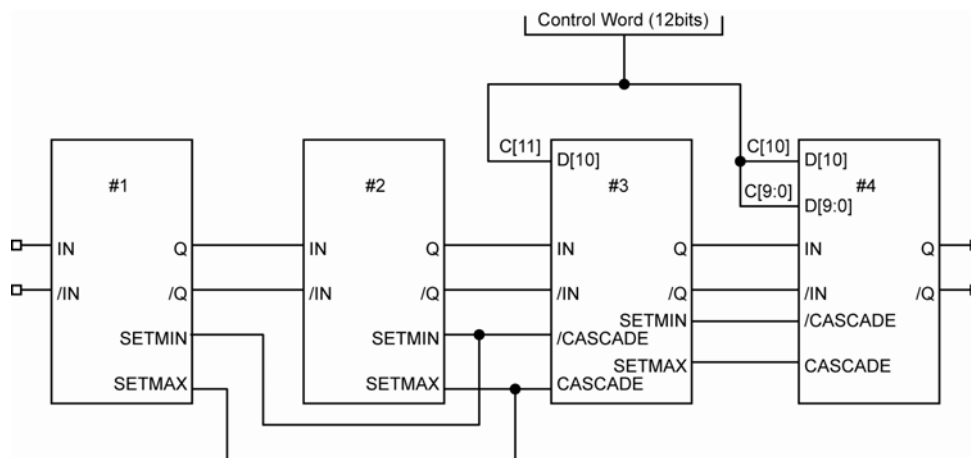 Control Word (12bits)
C[11]
D[10]
C[10]
D[10]
C[9:0]
D[9:0]
#1
#2
#3
#4
IN
Q
IN
Q
IN
Q
IN
Q
/IN
/Q
/IN
/Q
/IN
/Q
/IN
/Q
SETMIN
SETMIN
/CASCADE
SETMIN
/CASCADE
SETMAX
SETMAX
CASCADE
SETMAX
CASCADE